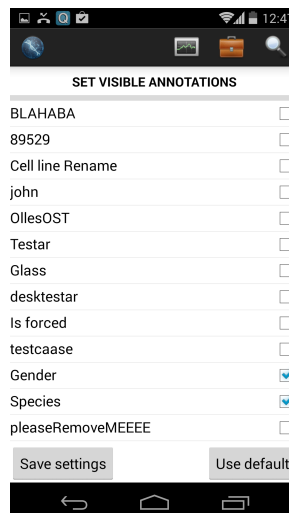 12:4
SET VISIBLE ANNOTATIONS
BLAHABA
89529
Cell line Rename
john
OllesOST
Testar
Glass
desktestar
Is forced
testcaase
Gender
Species
pleaseRemoveMEEEE
Save settings
Use default